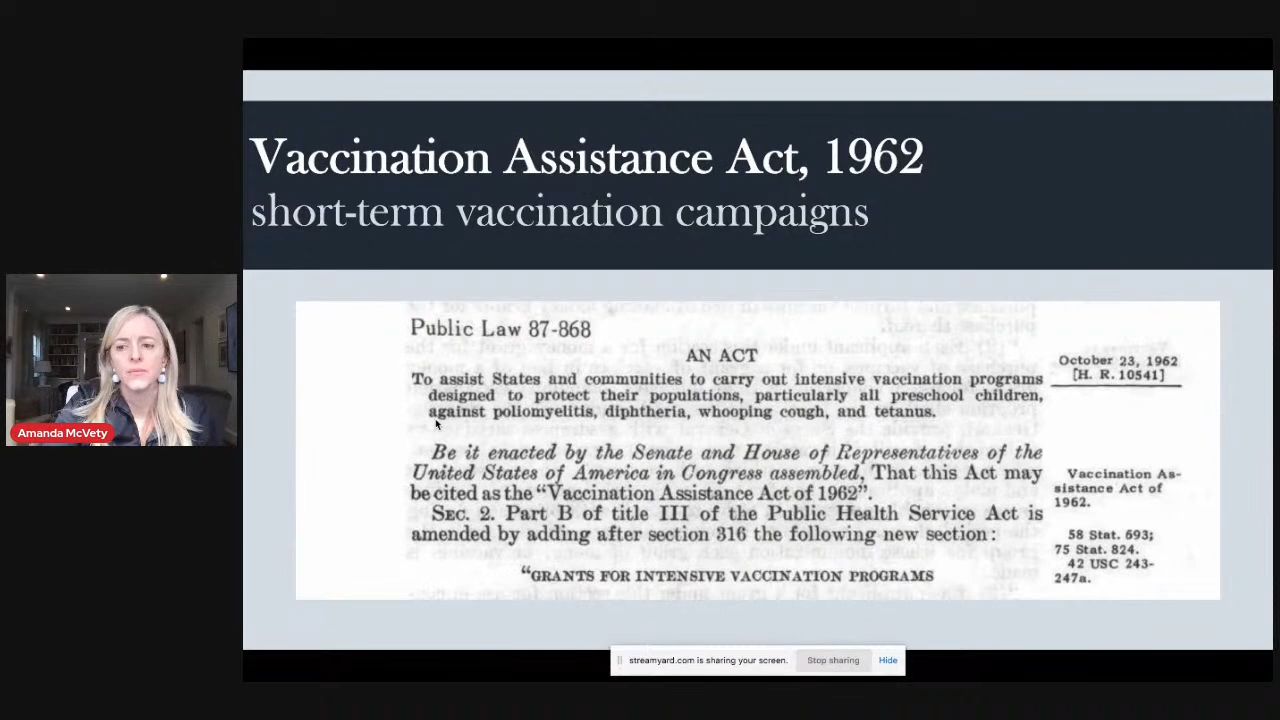 Vaccination Assistance Act, 1962
short-term vaccination campaigns
Public Law 87-868
AN ACT
To assist States and communities to carry out intensive vaccination programs
designed to protect their populations, particularly all preschool children,
against poliomyelitis, diphtheria, whooping cough, and tetanus.
October 23, 1962
[H. R. 10541]
Be it enacted by the Senate and House of Representatives of the
United States of America in Congress assembled, That this Act may
be cited as the “Vaccination Assistance Act of 1962”.
SEC. 2. Part B of title III of the Public Health Service Act is
amended by adding after section 316 the following new section:
Vaccination As-
sistance Act of
1962.
58 Stat. 693;
75 Stat. 824.
42 USC 243-
247a.
“GRANTS FOR INTENSIVE VACCINATION PROGRAMS
Amanda McVety
streamyard.com is sharing your screen.
Stop sharing
Hide